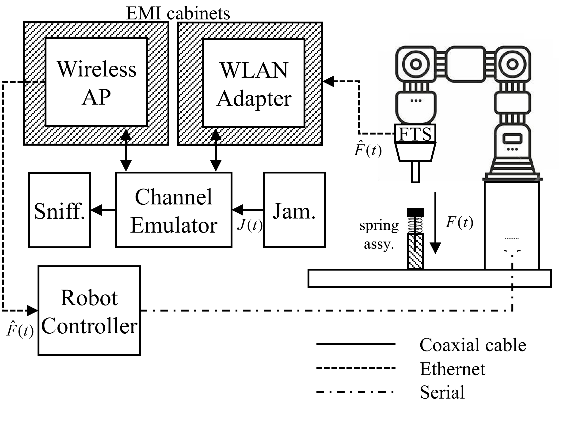 EMI cabinets
Wireless
AP
WLAN
Adapter
FTS
F̂(t)
Sniff.
Channel
Emulator
J(t)
Jam.
spring
assy.
F(t)
Robot
Controller
F̂(t)
Coaxial cable
Ethernet
Serial